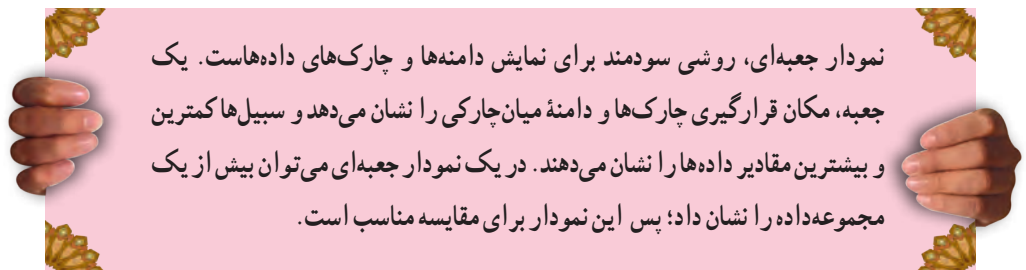 نمودار جعبه‌ای، روشی سودمند برای نمایش دامنه‌ها و چارک‌های داده‌هاست. یک
جعبه، مکان قرارگیری چارک‌ها و دامنهٔ میان‌چارکی را نشان می‌دهد و سبیل‌ها کمترین
و بیشترین مقادیر داده‌ها را نشان می‌دهند. در یک نمودار جعبه‌ای می‌توان بیش از یک
مجموعه‌داده را نشان داد؛ پس این نمودار برای مقایسه مناسب است.